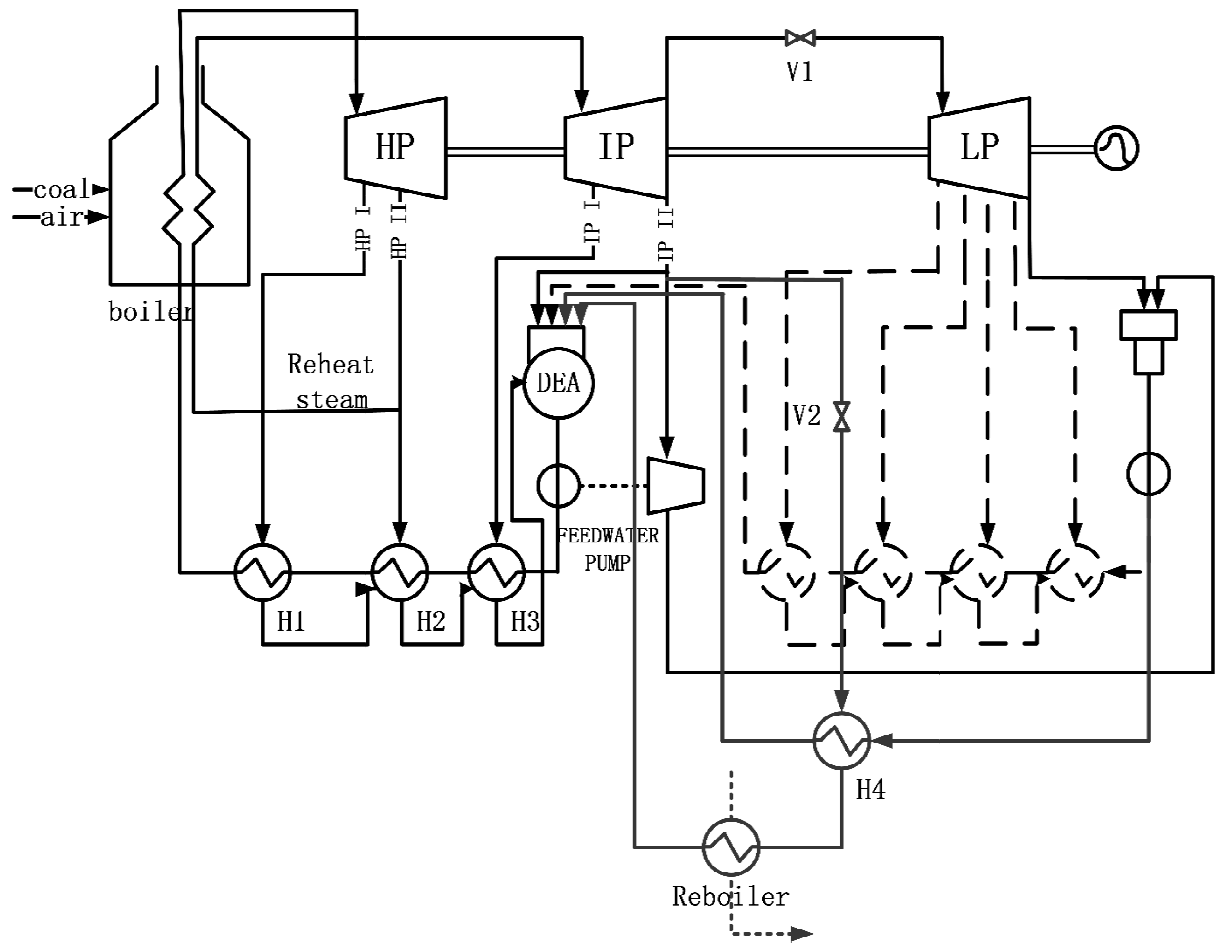 V1
HP
IP
LP
coal
air
HP I
HP II
IP I
IP II
boiler
Reheat
steam
DEA
V2
FEEDWATER
PUMP
H1
H2
H3
H4
Reboiler